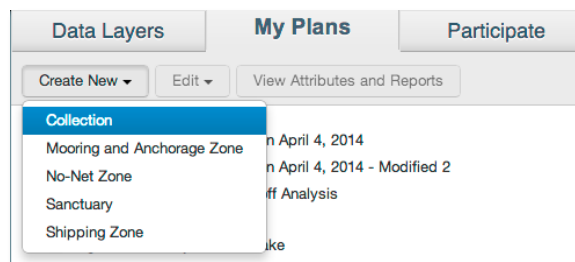 Data Layers My Plans Participate
Create New Edit View Attributes and Reports
Collection
Mooring and Anchorage Zone
n April 4, 2014
No-Net Zone
n April 4, 2014 - Modified 2
Sanctuary
ff Analysis
Shipping Zone
ke